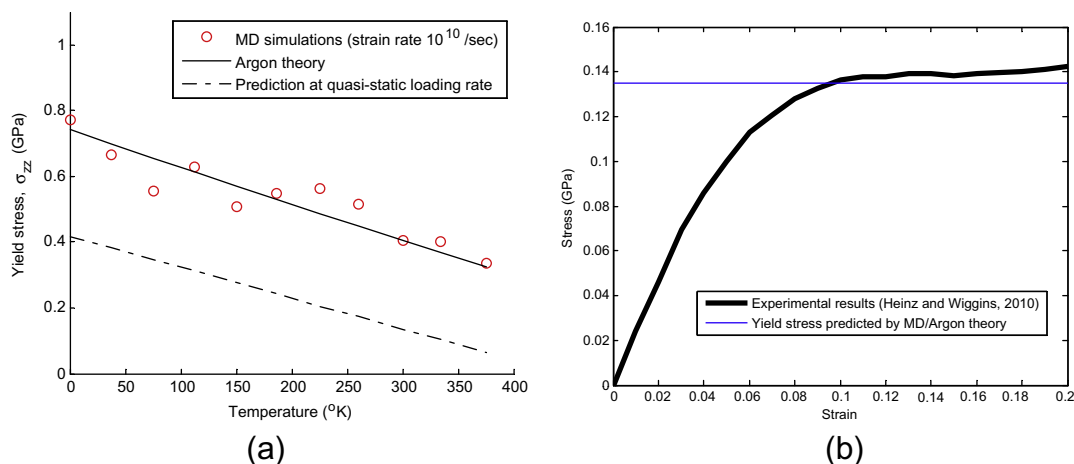 MD simulations (strain rate 10^10 /sec)
Argon theory
Prediction at quasi-static loading rate
Yield stress, σzz (GPa)
1
0.8
0.6
0.4
0.2
0
0 50 100 150 200 250 300 350 400
Temperature (°K)
(a)
0.16
0.14
0.12
0.1
0.08
0.06
0.04
0.02
0
Stress (GPa)
Experimental results (Heinz and Wiggins, 2010)
Yield stress predicted by MD/Argon theory
0 0.02 0.04 0.06 0.08 0.1 0.12 0.14 0.16 0.18 0.2
Strain
(b)